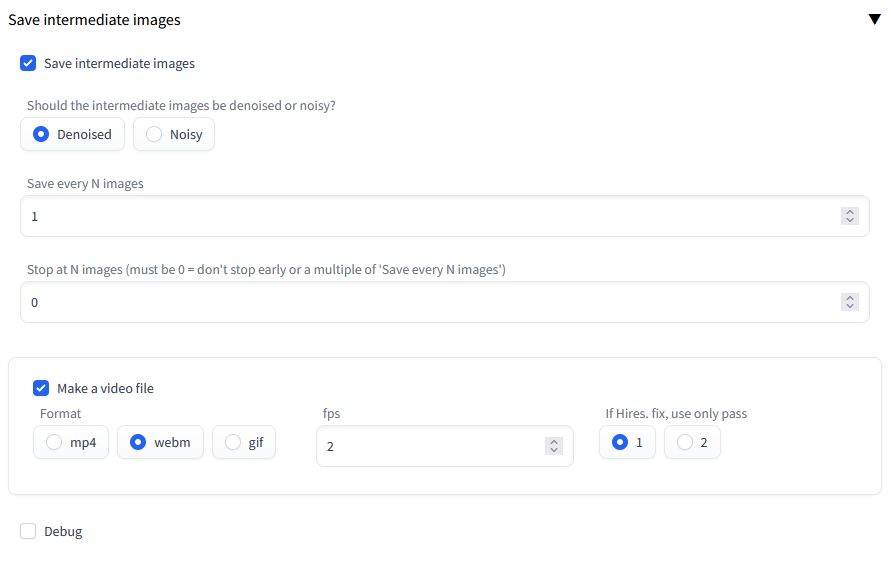 Save intermediate images
Save intermediate images
Should the intermediate images be denoised or noisy?
Denoised Noisy
Save every N images
1
Stop at N images (must be 0 = don't stop early or a multiple of 'Save every N images')
0
Make a video file
Format fps If Hires. fix, use only pass
mp4 webm gif 2 1 2
Debug